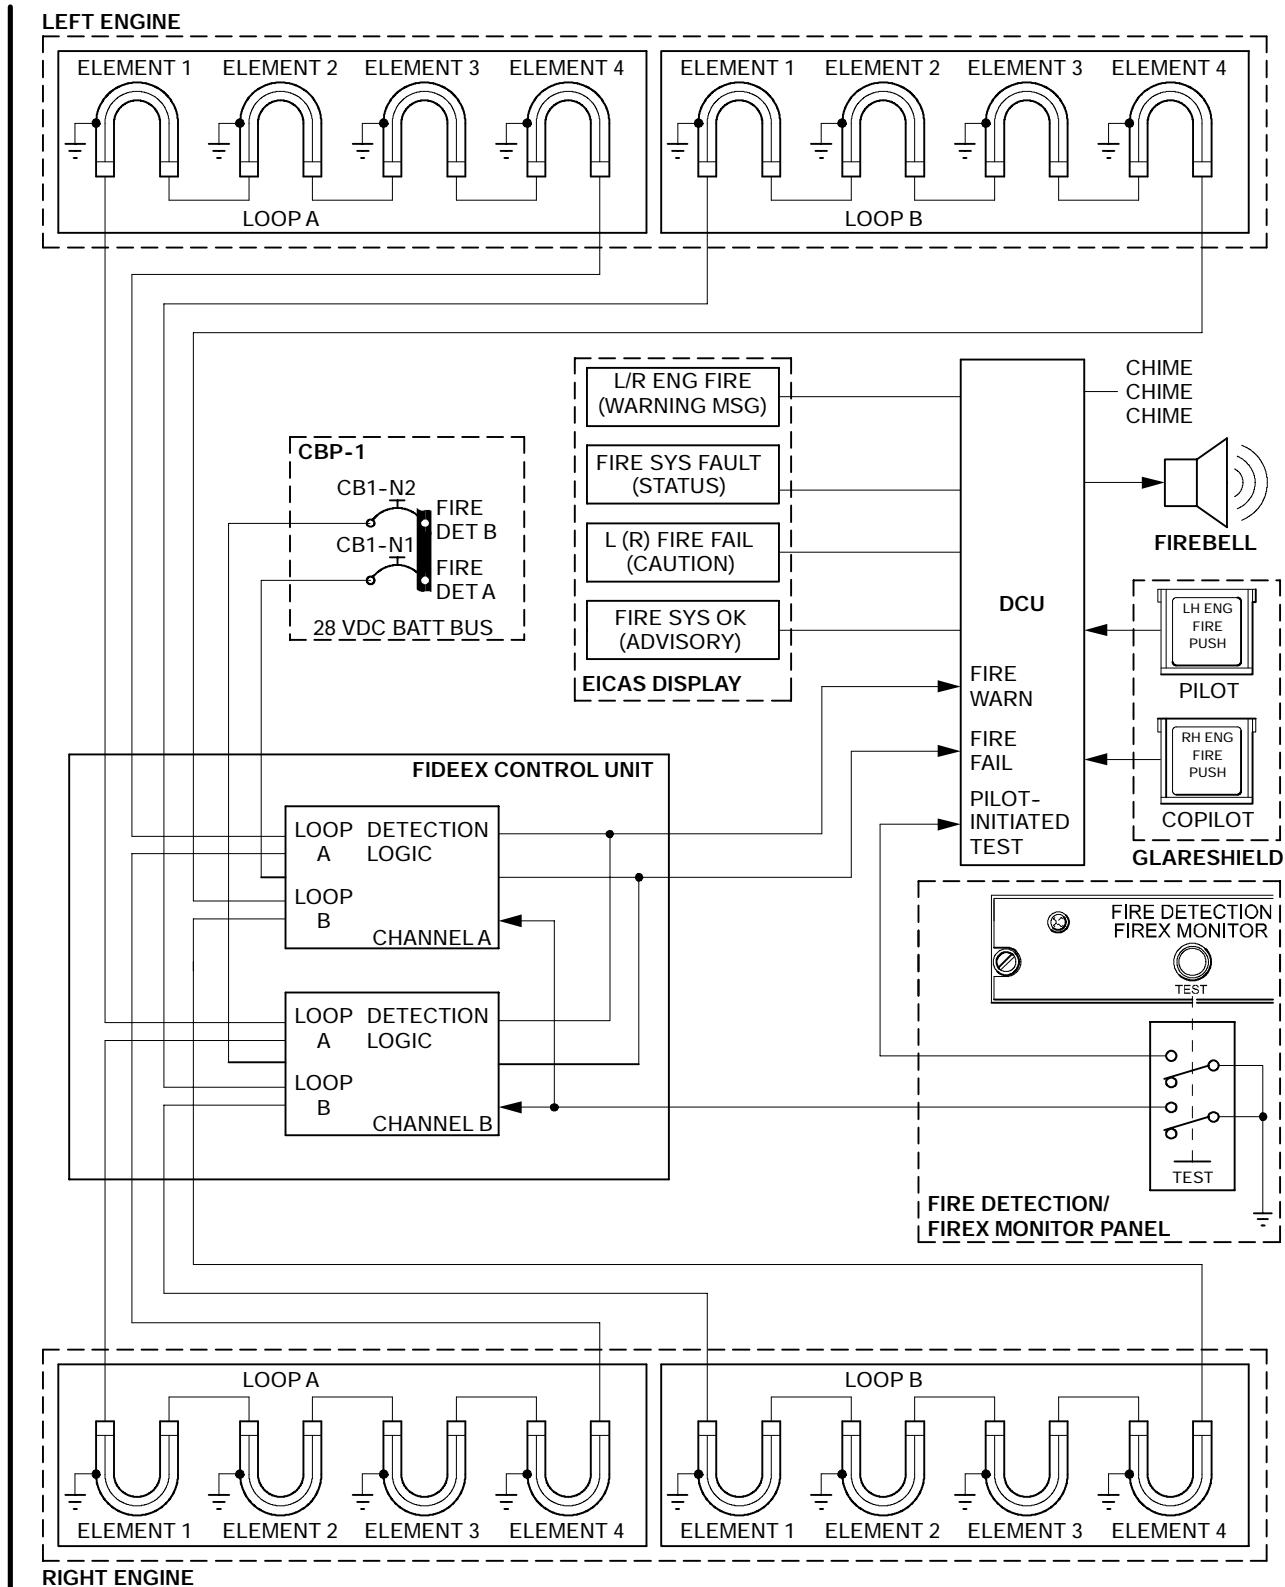 LEFT ENGINE
ELEMENT 1 ELEMENT 2 ELEMENT 3 ELEMENT 4
LOOP A
ELEMENT 1 ELEMENT 2 ELEMENT 3 ELEMENT 4
LOOP B
CBP-1
CB1-N2
FIRE
DET B
CB1-N1
FIRE
DET A
28 VDC BATT BUS
L/R ENG FIRE
(WARNING MSG)
FIRE SYS FAULT
(STATUS)
L (R) FIRE FAIL
(CAUTION)
FIRE SYS OK
(ADVISORY)
EICAS DISPLAY
DCU
FIRE
WARN
FIRE
FAIL
PILOT-
INITIATED
TEST
CHIME
CHIME
CHIME
FIREBELL
LH ENG
FIRE
PUSH
PILOT
RH ENG
FIRE
PUSH
COPILOT
GLARESHIELD
FIDEEX CONTROL UNIT
LOOP
A
DETECTION
LOGIC
LOOP
B
CHANNEL A
LOOP
A
DETECTION
LOGIC
LOOP
B
CHANNEL B
FIRE DETECTION
FIREX MONITOR
TEST
TEST
FIRE DETECTION/
FIREX MONITOR PANEL
LOOP A
ELEMENT 1 ELEMENT 2 ELEMENT 3 ELEMENT 4
LOOP B
ELEMENT 1 ELEMENT 2 ELEMENT 3 ELEMENT 4
RIGHT ENGINE